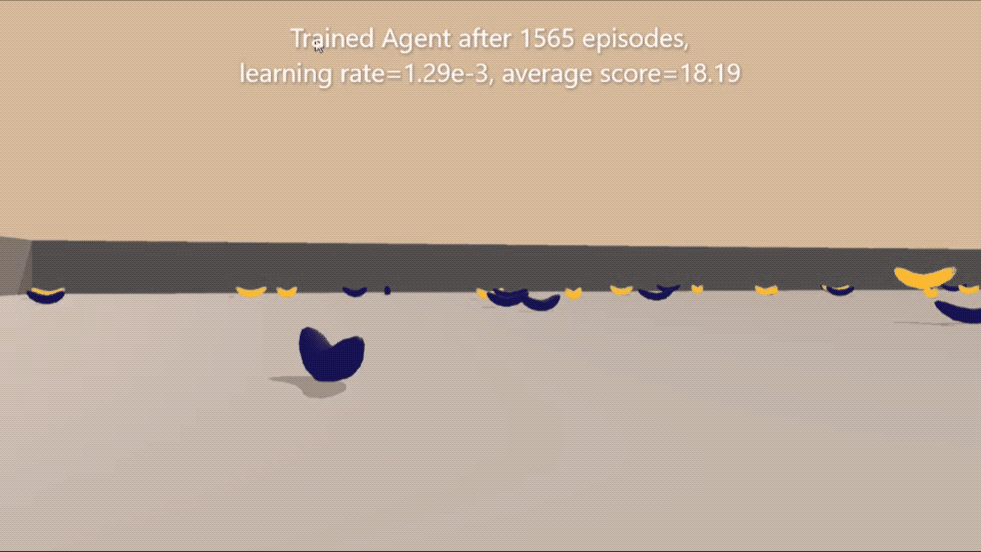 Trained Agent after 1565 episodes,
learning rate=1.29e-3, average score=18.19